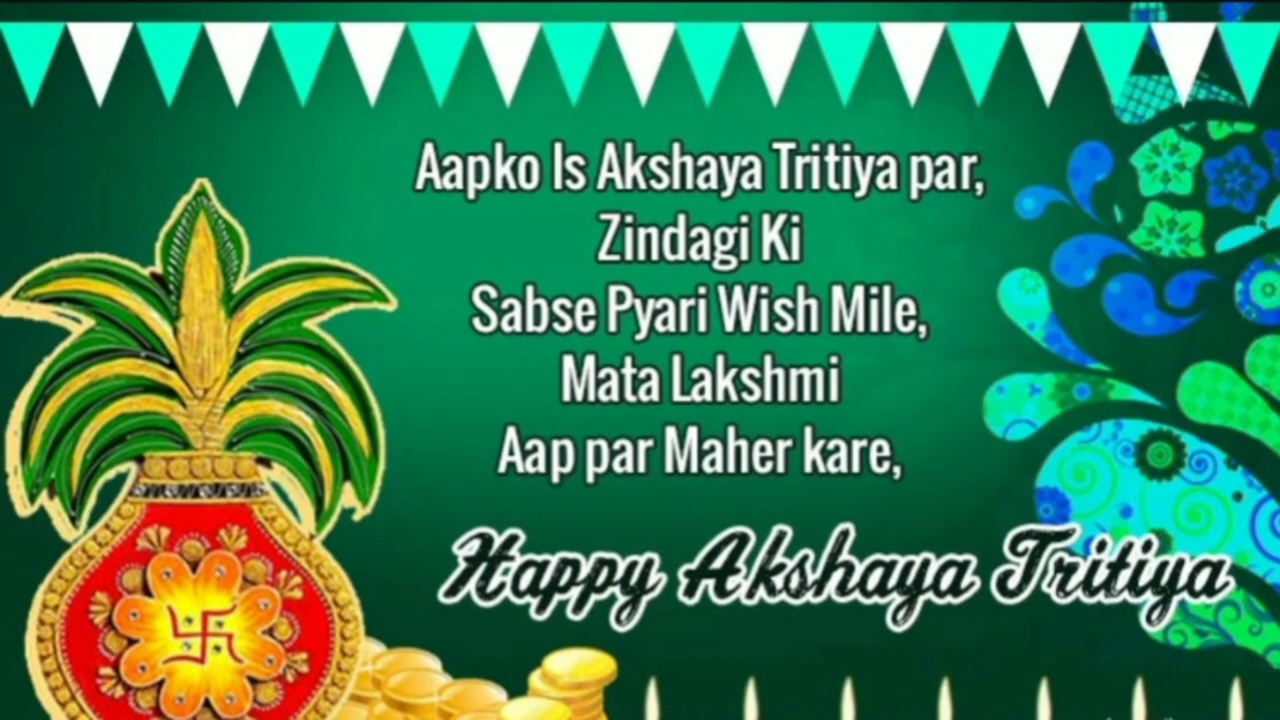 Aapko Is Akshaya Tritiya par,
Zindagi Ki
Sabse Pyari Wish Mile,
Mata Lakshmi
Aap par Maher kare,
Happy Akshaya Tritiya